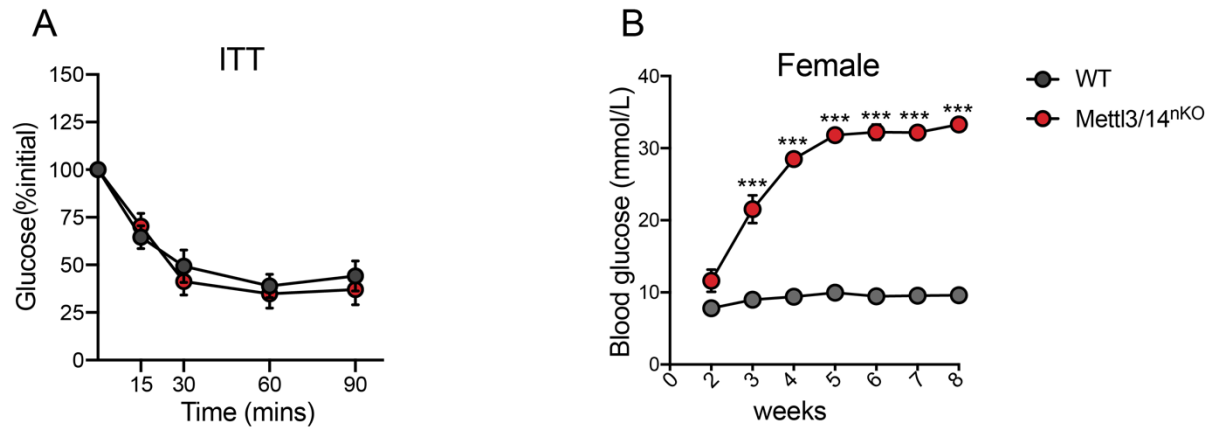 A
ITT
Glucose(%initial)
150
125
100
75
50
25
0
15 30 60 90
Time (mins)
B
Female
Blood glucose (mmol/L)
40
30
20
10
0
*** *** *** *** *** ***
0 2 3 4 5 6 7 8
weeks
WT
Mettl3/14ⁿᴷᴼ